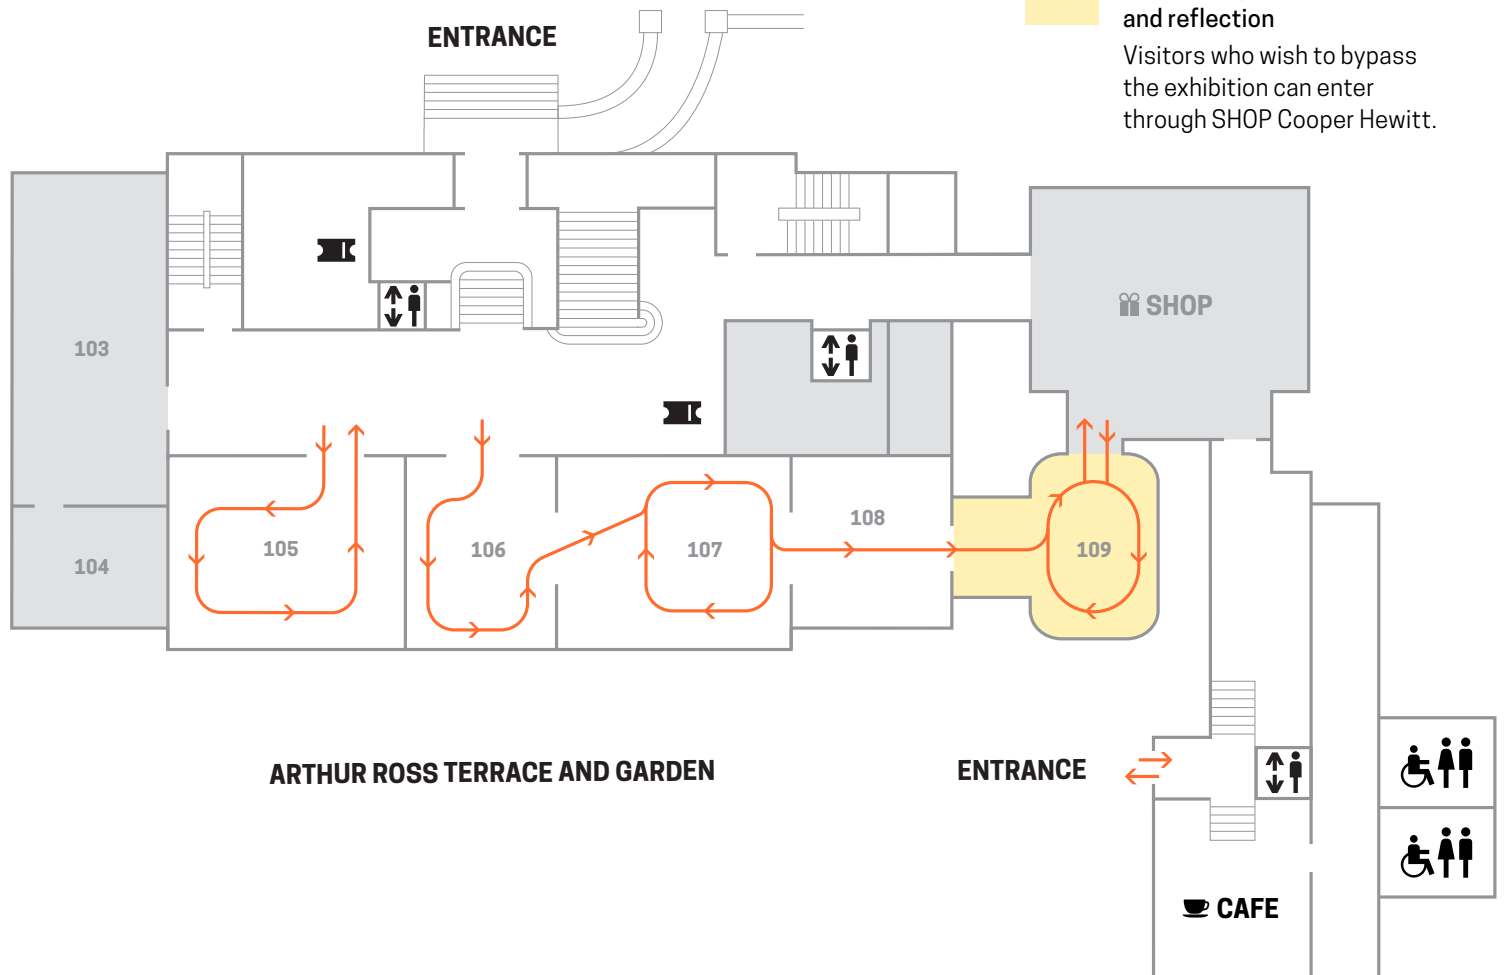 and reflection
Visitors who wish to bypass
the exhibition can enter
through SHOP Cooper Hewitt.
ENTRANCE
SHOP
103
104
105
106
107
108
109
ARTHUR ROSS TERRACE AND GARDEN
ENTRANCE
CAFE